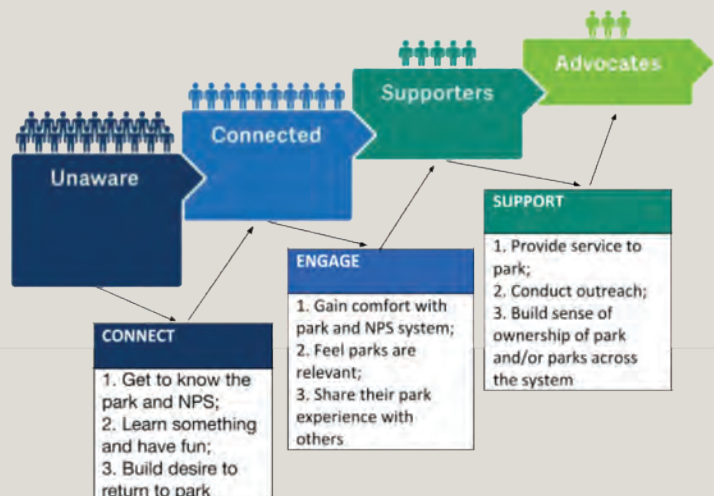 Unaware
Connected
Supporters
Advocates
CONNECT
1. Get to know the
park and NPS;
2. Learn something
and have fun;
3. Build desire to
return to park
ENGAGE
1. Gain comfort with
park and NPS system;
2. Feel parks are
relevant;
3. Share their park
experience with
others
SUPPORT
1. Provide service to
park;
2. Conduct outreach;
3. Build sense of
ownership of park
and/or parks across
the system